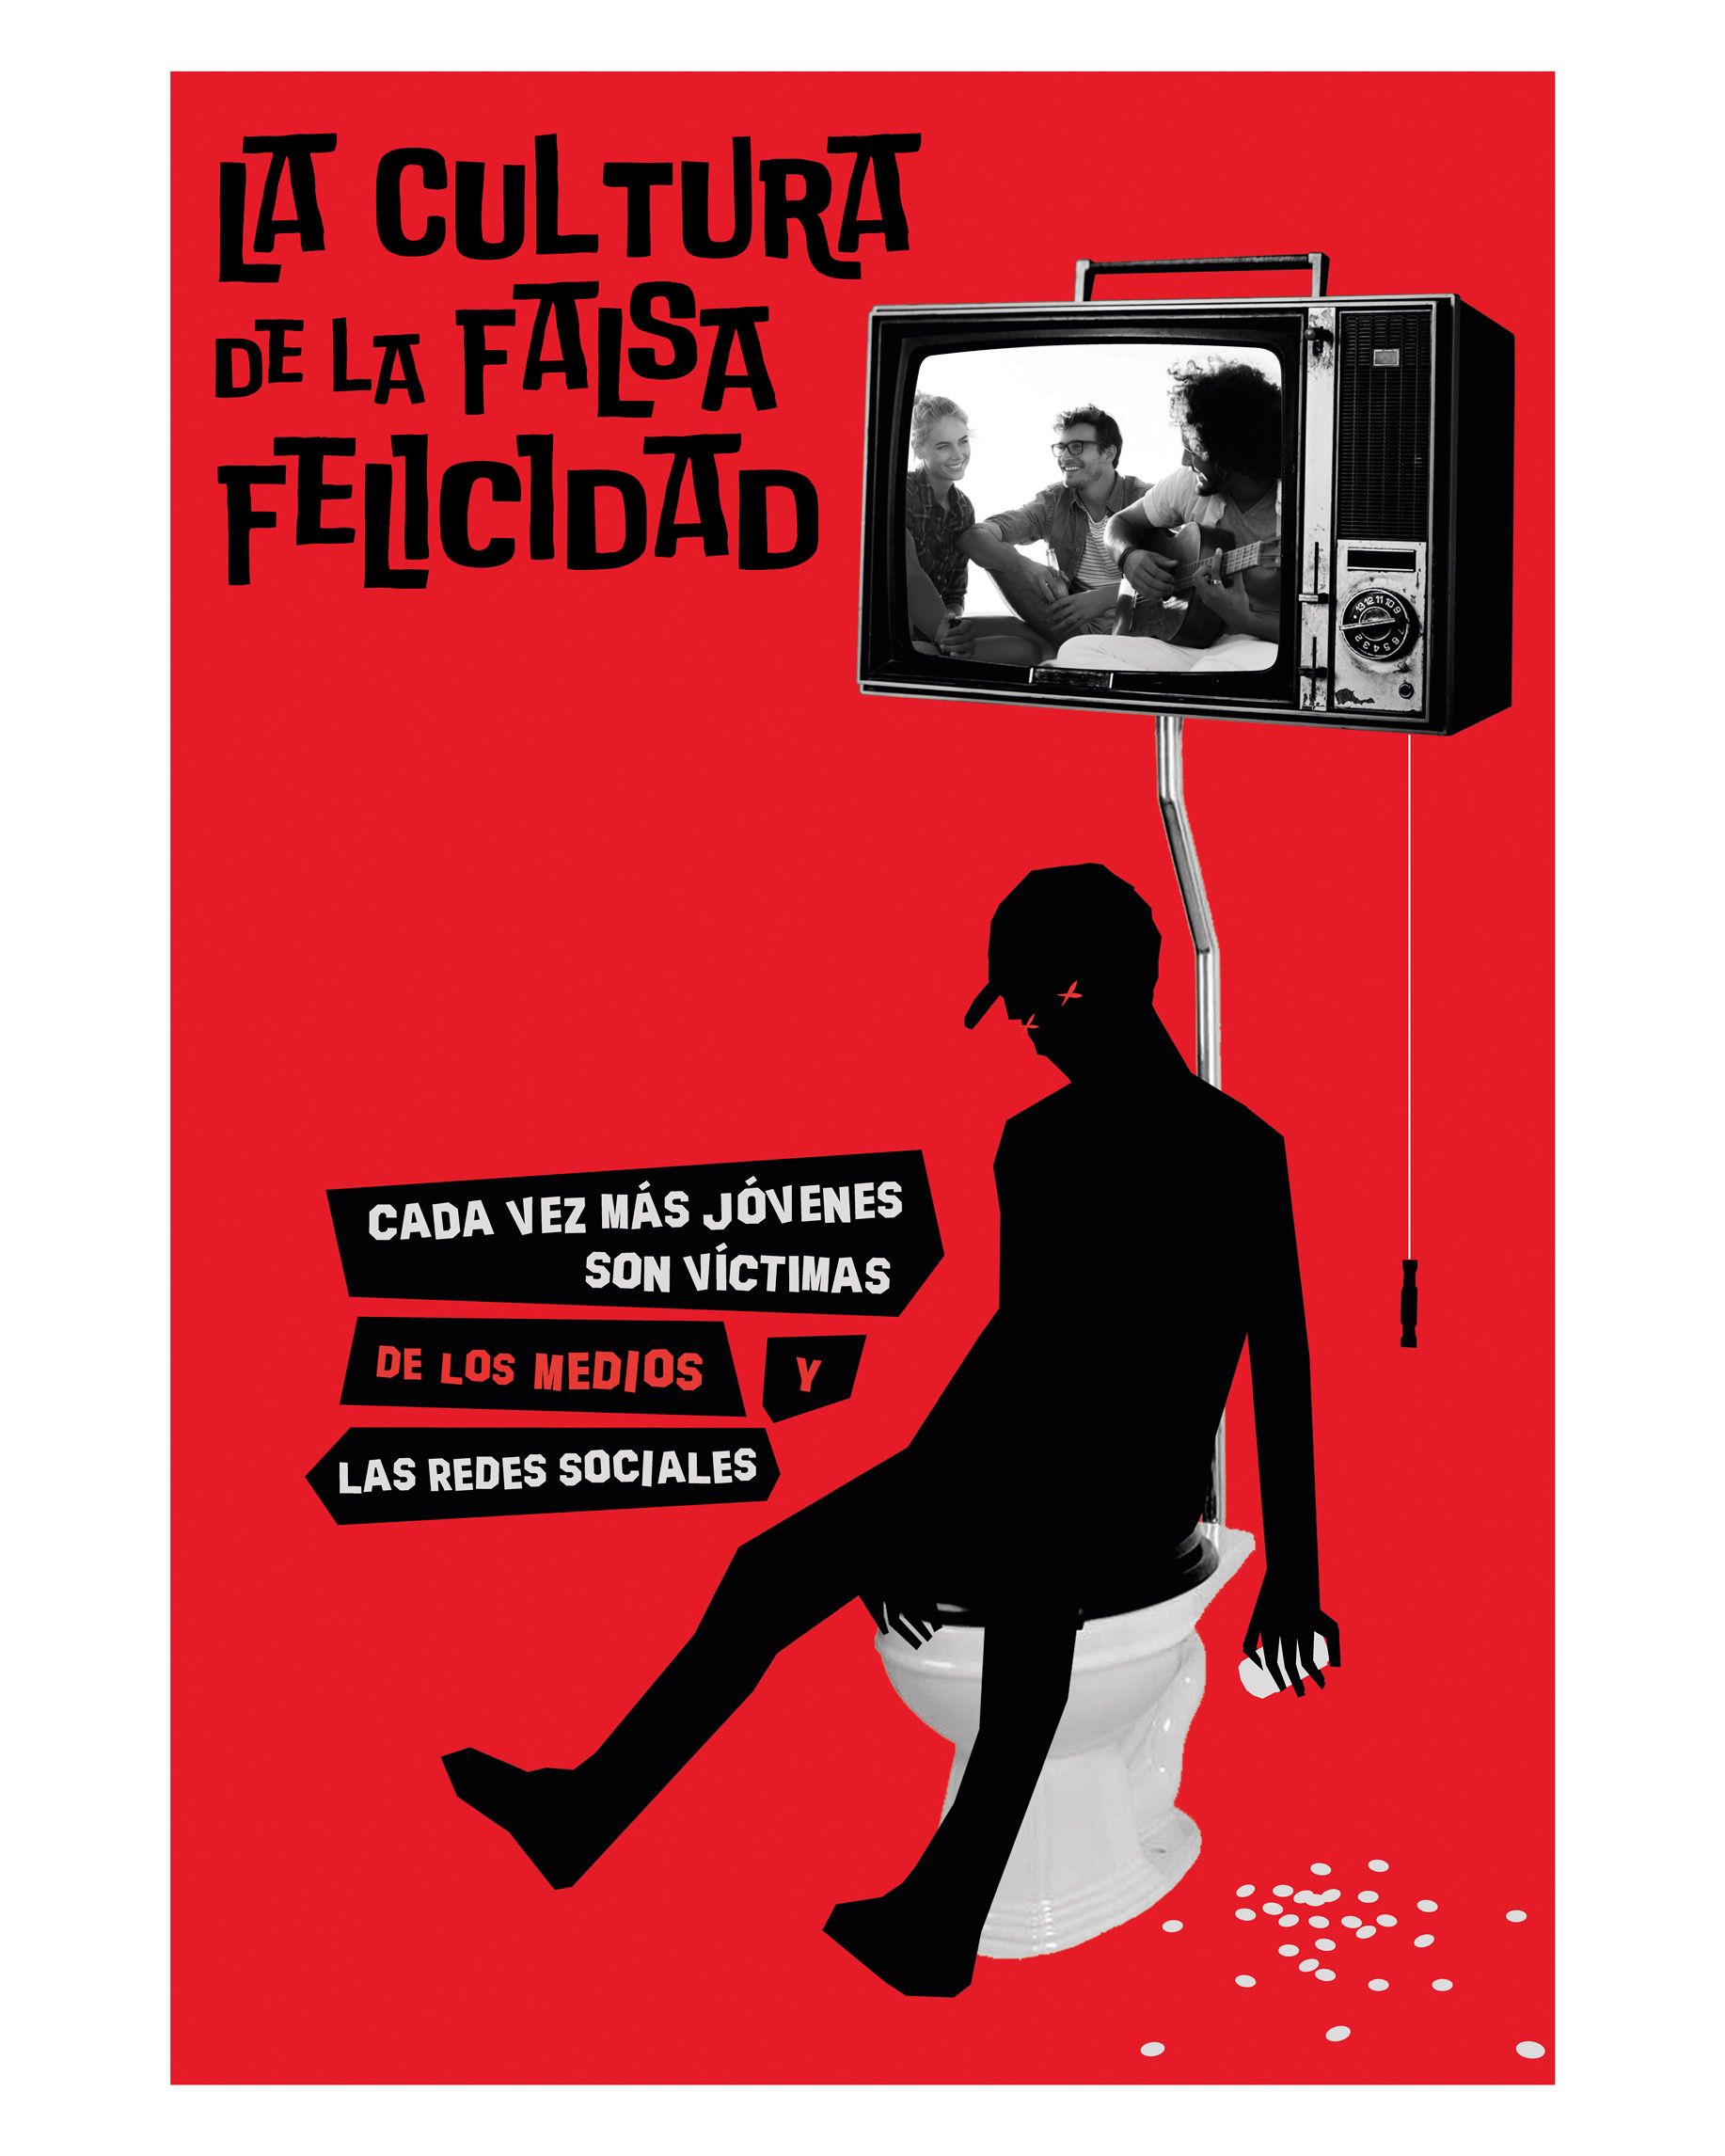 LA CULTURA
DE LA FALSA
FELICIDAD
CADA VEZ MÁS JÓVENES
SON VÍCTIMAS
DE LOS MEDIOS Y
LAS REDES SOCIALES